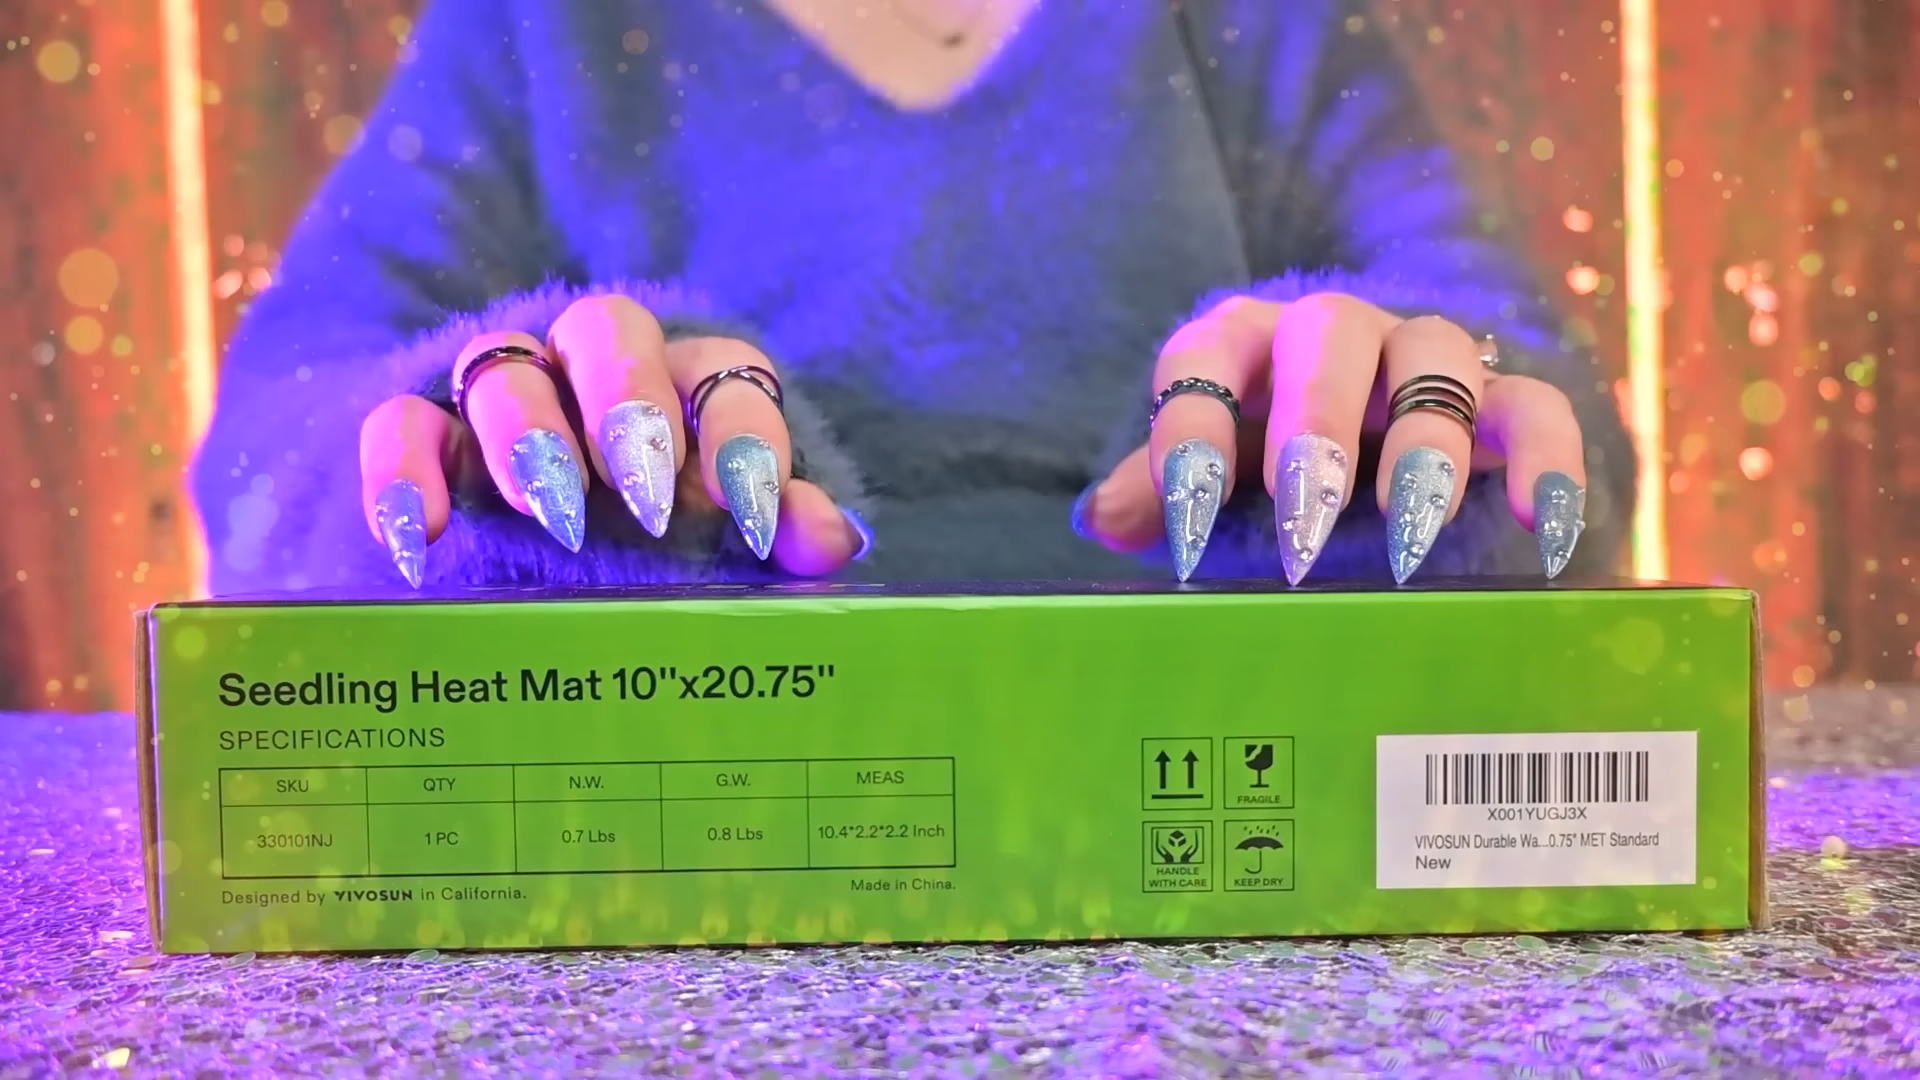 Seedling Heat Mat 10"x20.75"
SPECIFICATIONS
SKU QTY N.W. G.W. MEAS
330101NJ 1 PC 0.7 Lbs 0.8 Lbs 10.4*2.2*2.2 Inch
Designed by VIVOSUN in California. Made in China.
FRAGILE
HANDLE
WITH CARE
KEEP DRY
X001YUGJ3X
VIVOSUN Durable Wa...0.75" MET Standard
New